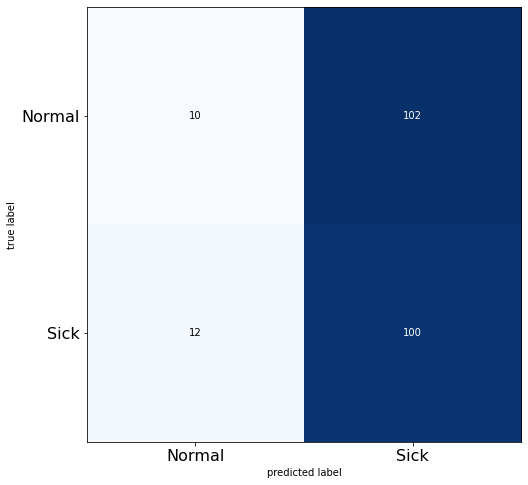 Normal
10
102
true label
Sick
12
100
Normal
Sick
predicted label